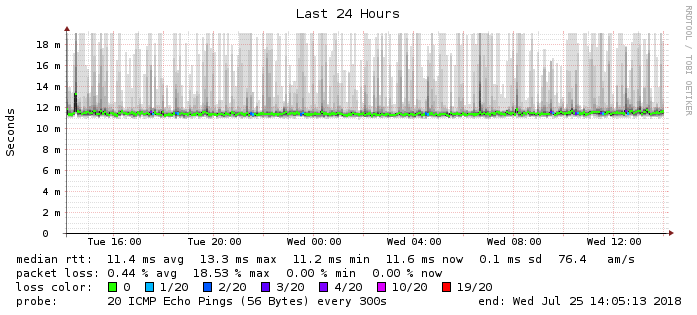 Last 24 Hours
RRDTOOL / TOBI OETIKER
Seconds
18 m
16 m
14 m
12 m
10 m
8 m
6 m
4 m
2 m
0
Tue 16:00 Tue 20:00 Wed 00:00 Wed 04:00 Wed 08:00 Wed 12:00
median rtt: 11.4 ms avg 13.3 ms max 11.2 ms min 11.6 ms now 0.1 ms sd 76.4 am/s
packet loss: 0.44 % avg 18.53 % max 0.00 % min 0.00 % now
loss color: 0 1/20 2/20 3/20 4/20 10/20 19/20
probe: 20 ICMP Echo Pings (56 Bytes) every 300s end: Wed Jul 25 14:05:13 2018